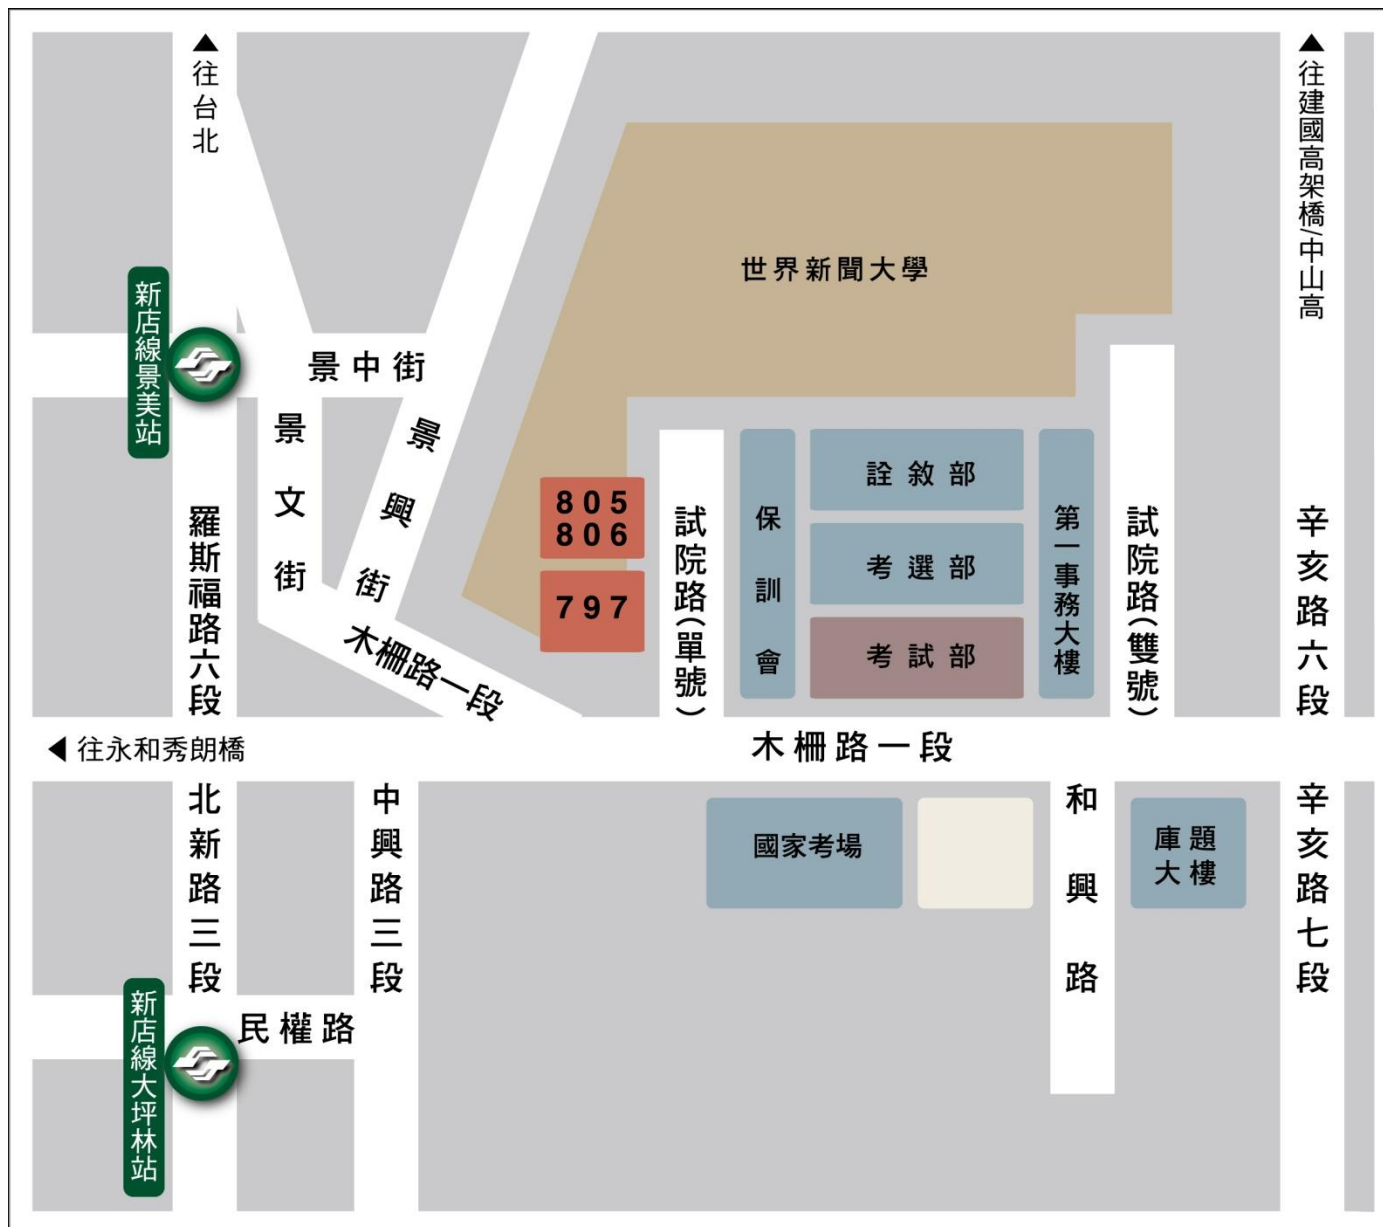 往台北
往建國高架橋/中山高
世界新聞大學
新店線景美站
景中街
景文街
景興街
805
806
797
羅斯福路六段
木柵路一段
試院路(單號)
保訓會
詮敘部
考選部
考試部
第一事務大樓
試院路(雙號)
辛亥路六段
往永和秀朗橋
木柵路一段
北新路三段
中興路三段
國家考場
和興路
庫題
大樓
辛亥路七段
新店線大坪林站
民權路